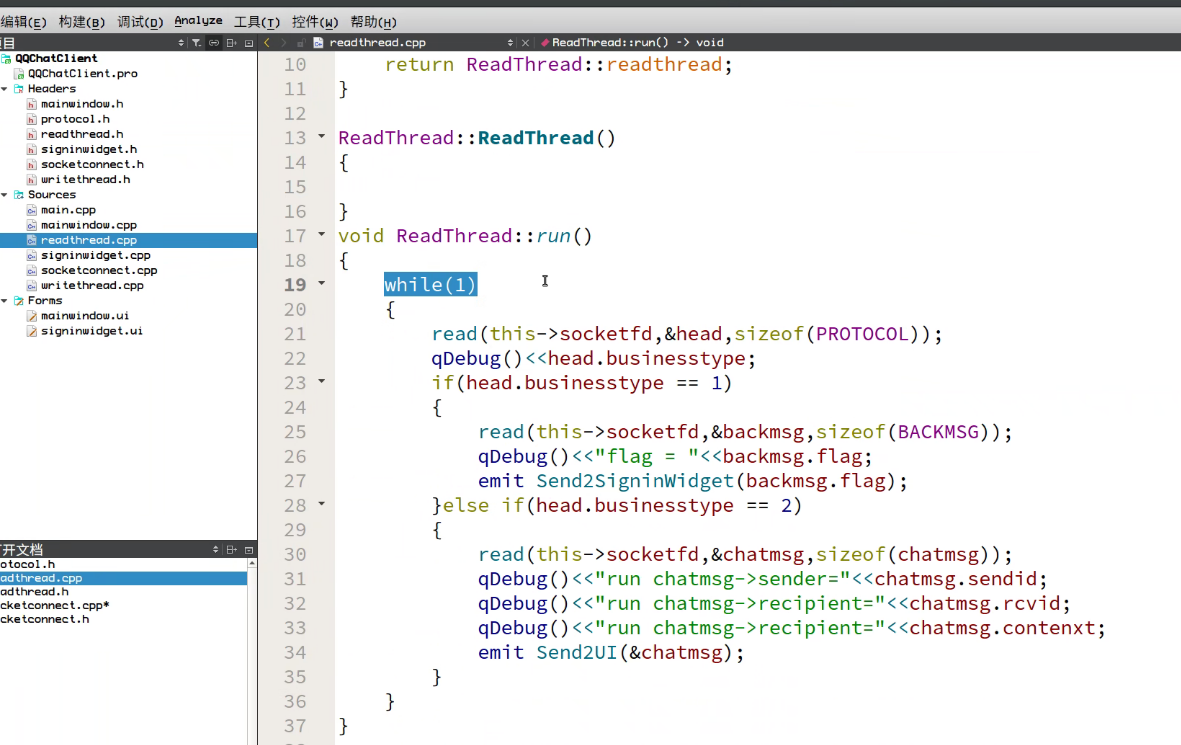 编辑(E) 构建(B) 调试(D) Analyze 工具(T) 控件(W) 帮助(H)
项目
readthread.cpp
ReadThread::run() -> void
QQChatClient
QQChatClient.pro
Headers
mainwindow.h
protocol.h
readthread.h
signinwidget.h
socketconnect.h
writethread.h
Sources
main.cpp
mainwindow.cpp
readthread.cpp
signinwidget.cpp
socketconnect.cpp
writethread.cpp
Forms
mainwindow.ui
signinwidget.ui
开文档
otocol.h
adthread.cpp
adthread.h
cketconnect.cpp*
cketconnect.h
10 return ReadThread::readthread;
11 }
12
13 ReadThread::ReadThread()
14 {
15
16 }
17 void ReadThread::run()
18 {
19 while(1)
20 {
21 read(this->socketfd,&head,sizeof(PROTOCOL));
22 qDebug()<<head.businesstype;
23 if(head.businesstype == 1)
24 {
25 read(this->socketfd,&backmsg,sizeof(BACKMSG));
26 qDebug()<<"flag = "<<backmsg.flag;
27 emit Send2SigninWidget(backmsg.flag);
28 }else if(head.businesstype == 2)
29 {
30 read(this->socketfd,&chatmsg,sizeof(chatmsg));
31 qDebug()<<"run chatmsg->sender="<<chatmsg.sendid;
32 qDebug()<<"run chatmsg->recipient="<<chatmsg.rcvid;
33 qDebug()<<"run chatmsg->recipient="<<chatmsg.contenxt;
34 emit Send2UI(&chatmsg);
35 }
36 }
37 }